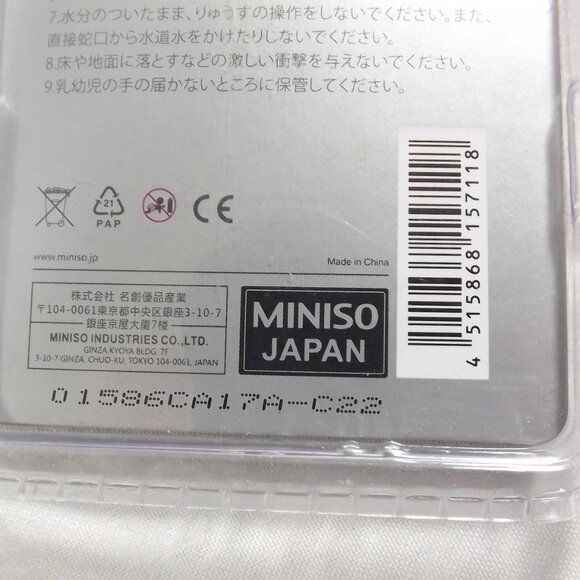 7.水分のついたまま、りゅうずの操作をしないでください。また、
直接蛇口から水道水をかけたりしないでください。
8.床や地面に落とすなどの激しい衝撃を与えないでください。
9.乳幼児の手の届かないところに保管してください。
21
PAP
CE
www.miniso.jp
Made in China
株式会社 名創優品産業
〒104-0061東京都中央区銀座3-10-7
銀座京屋大厦7楼
MINISO INDUSTRIES CO.,LTD.
GINZA KYOYA BLDG. 7F
3-10-7 GINZA, CHUO-KU, TOKYO 104-0061, JAPAN
MINISO
JAPAN
4 515868 157118
01586CA17A-C22